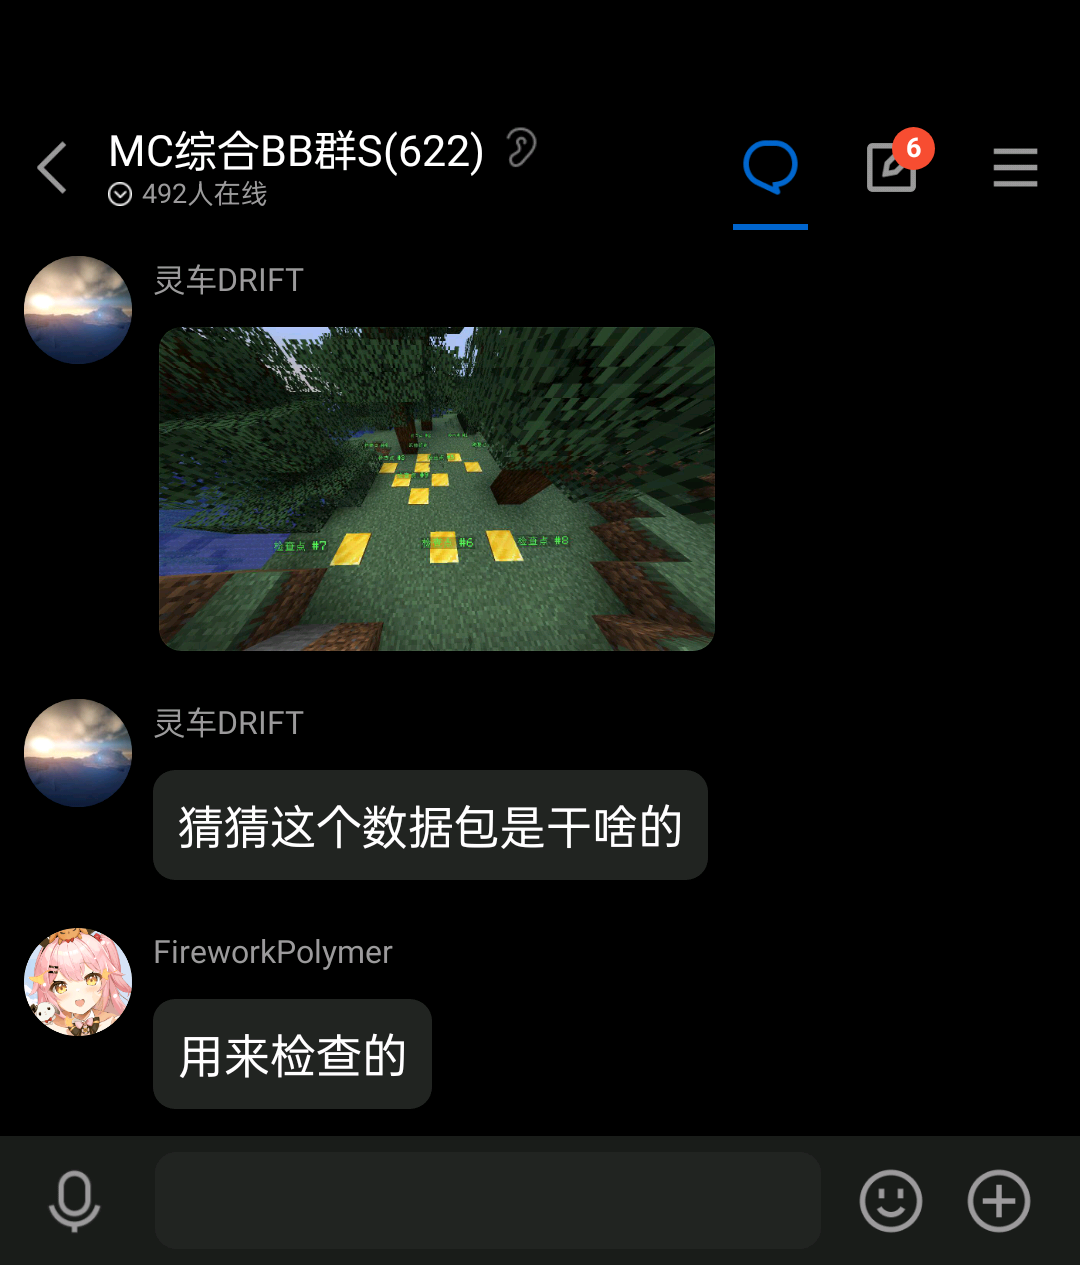 MC综合BB群S(622)
6
492人在线
灵车DRIFT
检查点 #7
#6
检查点 #8
灵车DRIFT
猜猜这个数据包是干啥的
FireworkPolymer
用来检查的